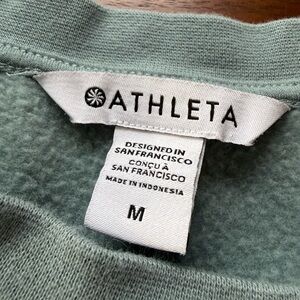 ATHLETA
DESIGNED IN
SAN FRANCISCO
CONÇU À
SAN FRANCISCO
MADE IN INDONESIA
M